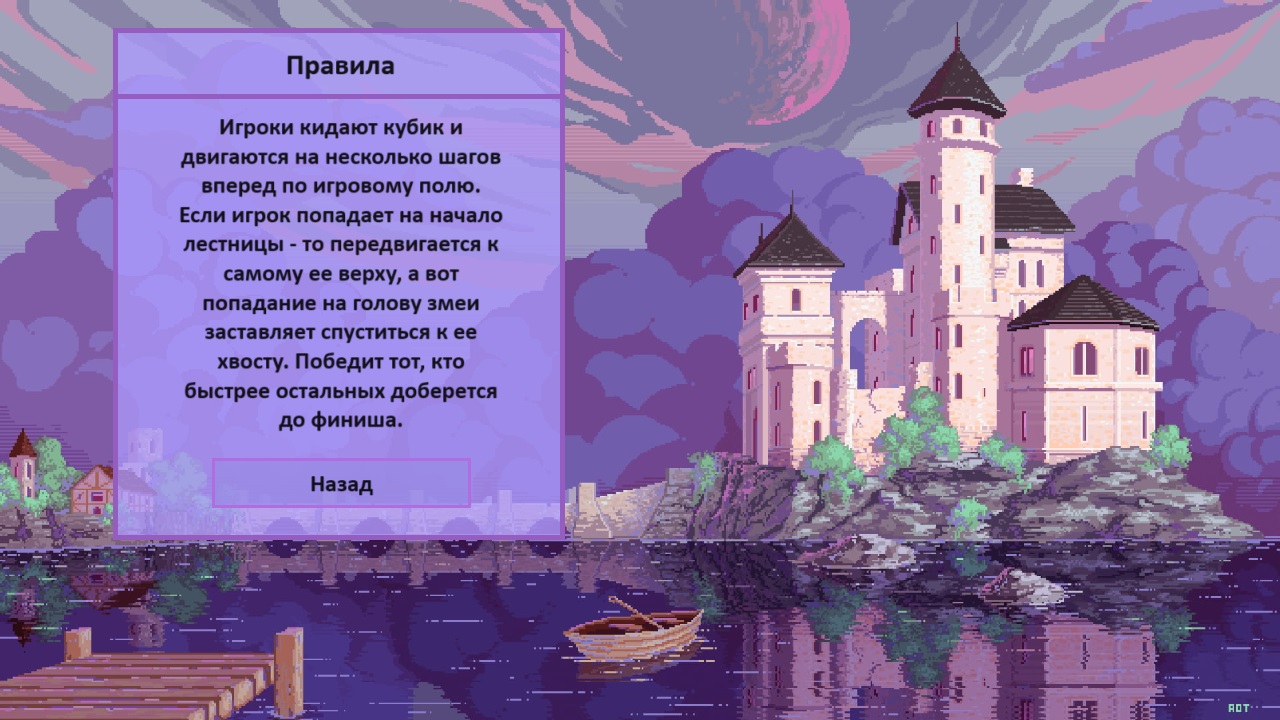 Правила
Игроки кидают кубик и
двигаются на несколько шагов
вперед по игровому полю.
Если игрок попадает на начало
лестницы - то передвигается к
самому ее верху, а вот
попадание на голову змеи
заставляет спуститься к ее
хвосту. Победит тот, кто
быстрее остальных доберется
до финиша.
Назад